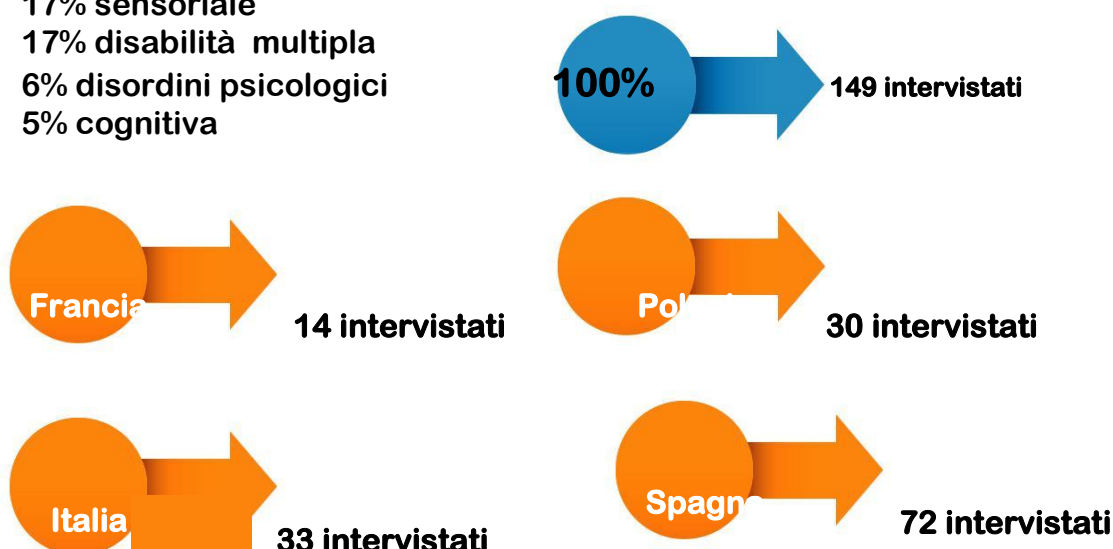 17% sensoriale
17% disabilità multipla
6% disordini psicologici
5% cognitiva
100%
149 intervistati
Francia
14 intervistati
30 intervistati
Italia
33 intervistati
Spagna
72 intervistati